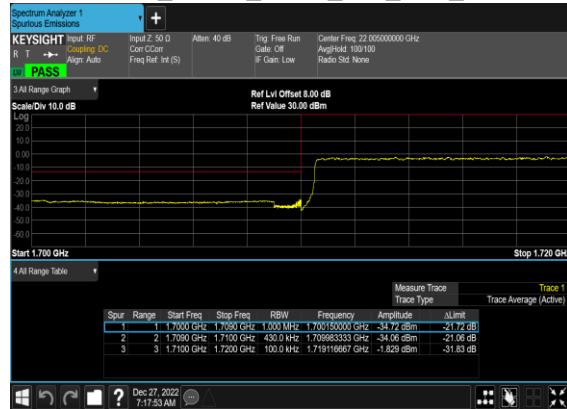 Spectrum Analyzer 1
Spurious Emissions
KEYSIGHT Input: RF Input Z: 50 Ω Atten: 40 dB Trig: Free Run Center Freq: 22.005000000 GHz
R T Coupling: DC Corr CCorr Gate: Off Avg|Hold: 100/100
Align: Auto Freq Ref: Int (S) IF Gain: Low Radio Std: None
PASS
3 All Range Graph
Ref Lvl Offset 8.00 dB
Scale/Div 10.0 dB Ref Value 30.00 dBm
Log
20.0
10.0
0.00
-10.0
-20.0
-30.0
-40.0
-50.0
-60.0
Start 1.700 GHz Stop 1.720 GH
4 All Range Table
Measure Trace Trace 1
Trace Type Trace Average (Active)
Spur Range Start Freq Stop Freq RBW Frequency Amplitude ΔLimit
1 1 1.7000 GHz 1.7090 GHz 1.000 MHz 1.700150000 GHz -34.72 dBm -21.72 dB
2 2 1.7090 GHz 1.7100 GHz 430.0 kHz 1.709983333 GHz -34.06 dBm -21.06 dB
3 3 1.7100 GHz 1.7200 GHz 100.0 kHz 1.719116667 GHz -1.829 dBm -31.83 dB
? Dec 27, 2022
7:17:53 AM